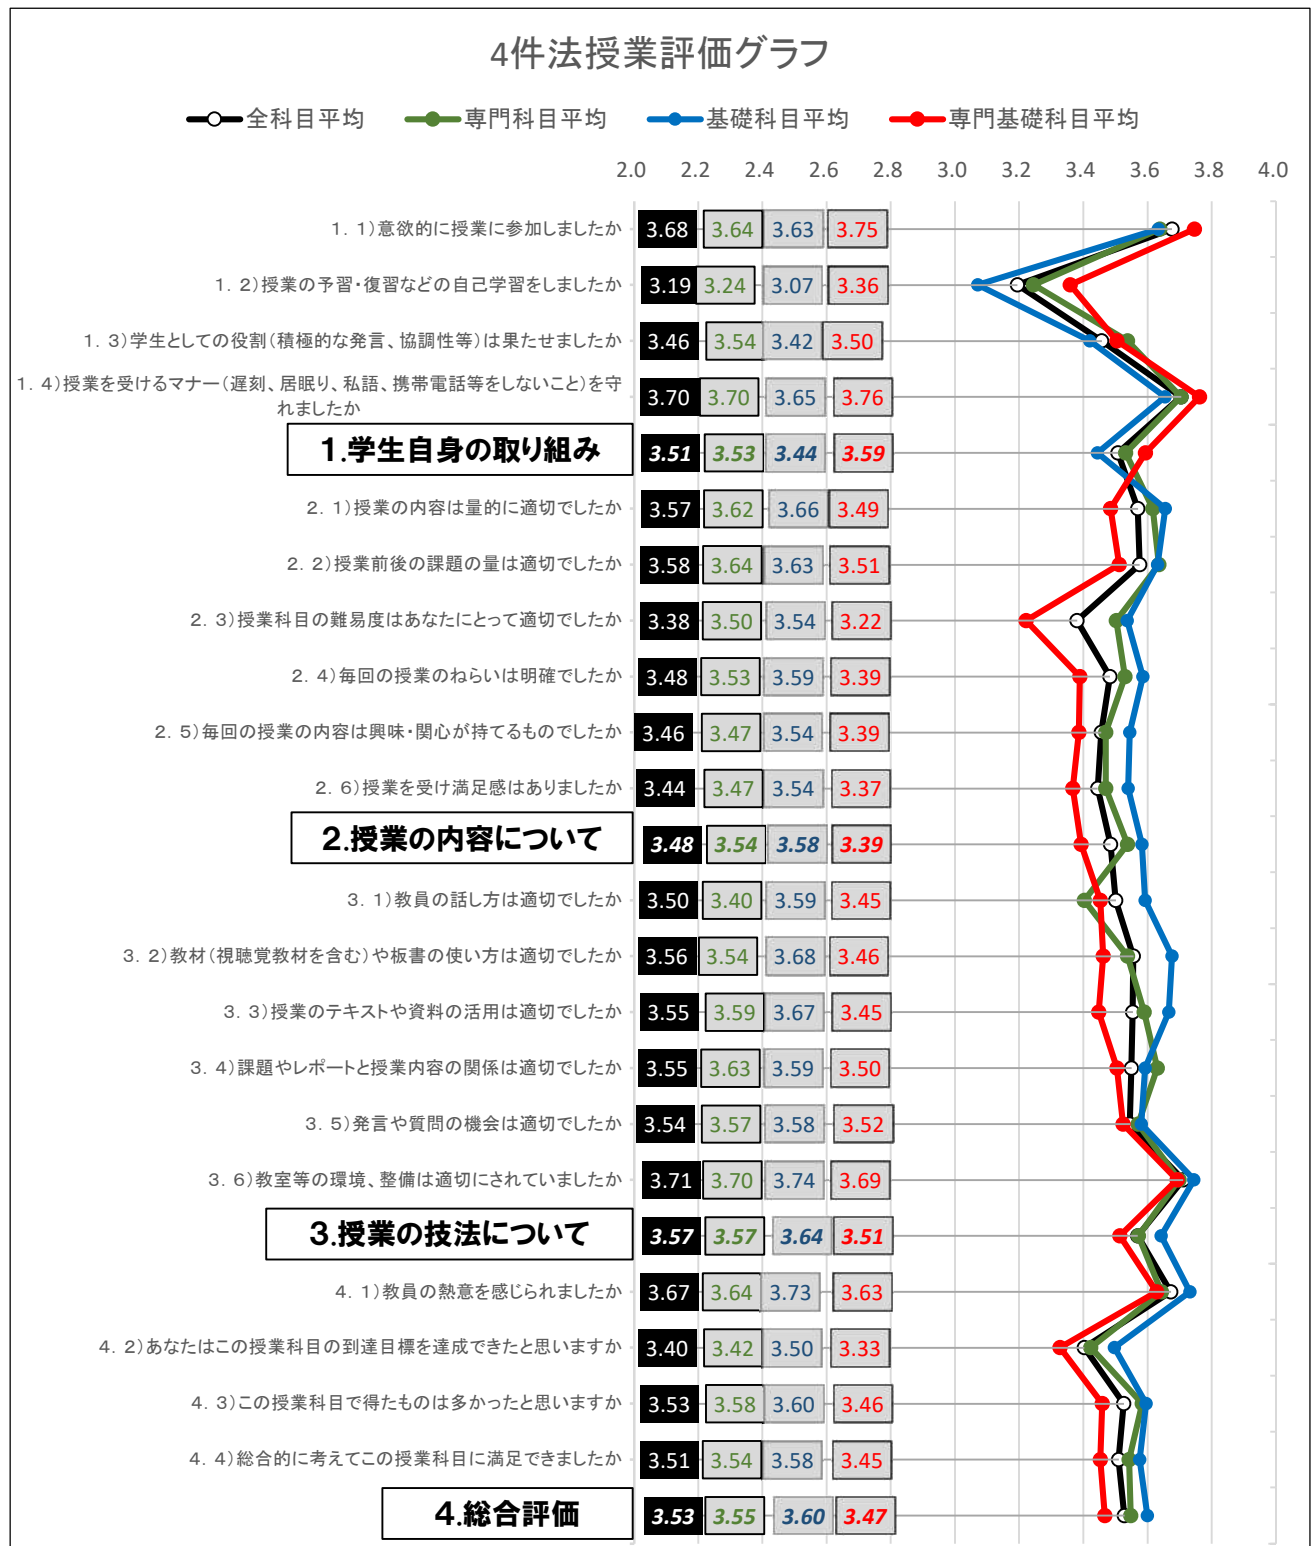 4件法授業評価グラフ
全科目平均 専門科目平均 基礎科目平均 専門基礎科目平均
2.0 2.2 2.4 2.6 2.8 3.0 3.2 3.4 3.6 3.8 4.0
1. 1)意欲的に授業に参加しましたか 3.68 3.64 3.63 3.75
1. 2)授業の予習・復習などの自己学習をしましたか 3.19 3.24 3.07 3.36
1. 3)学生としての役割(積極的な発言、協調性等)は果たせましたか 3.46 3.54 3.42 3.50
1. 4)授業を受けるマナー(遅刻、居眠り、私語、携帯電話等をしないこと)を守
れましたか 3.70 3.70 3.65 3.76
1.学生自身の取り組み 3.51 3.53 3.44 3.59
2. 1)授業の内容は量的に適切でしたか 3.57 3.62 3.66 3.49
2. 2)授業前後の課題の量は適切でしたか 3.58 3.64 3.63 3.51
2. 3)授業科目の難易度はあなたにとって適切でしたか 3.38 3.50 3.54 3.22
2. 4)毎回の授業のねらいは明確でしたか 3.48 3.53 3.59 3.39
2. 5)毎回の授業の内容は興味・関心が持てるものでしたか 3.46 3.47 3.54 3.39
2. 6)授業を受け満足感はありましたか 3.44 3.47 3.54 3.37
2.授業の内容について 3.48 3.54 3.58 3.39
3. 1)教員の話し方は適切でしたか 3.50 3.40 3.59 3.45
3. 2)教材(視聴覚教材を含む)や板書の使い方は適切でしたか 3.56 3.54 3.68 3.46
3. 3)授業のテキストや資料の活用は適切でしたか 3.55 3.59 3.67 3.45
3. 4)課題やレポートと授業内容の関係は適切でしたか 3.55 3.63 3.59 3.50
3. 5)発言や質問の機会は適切でしたか 3.54 3.57 3.58 3.52
3. 6)教室等の環境、整備は適切にされていましたか 3.71 3.70 3.74 3.69
3.授業の技法について 3.57 3.57 3.64 3.51
4. 1)教員の熱意を感じられましたか 3.67 3.64 3.73 3.63
4. 2)あなたはこの授業科目の到達目標を達成できたと思いますか 3.40 3.42 3.50 3.33
4. 3)この授業科目で得たものは多かったと思いますか 3.53 3.58 3.60 3.46
4. 4)総合的に考えてこの授業科目に満足できましたか 3.51 3.54 3.58 3.45
4.総合評価 3.53 3.55 3.60 3.47